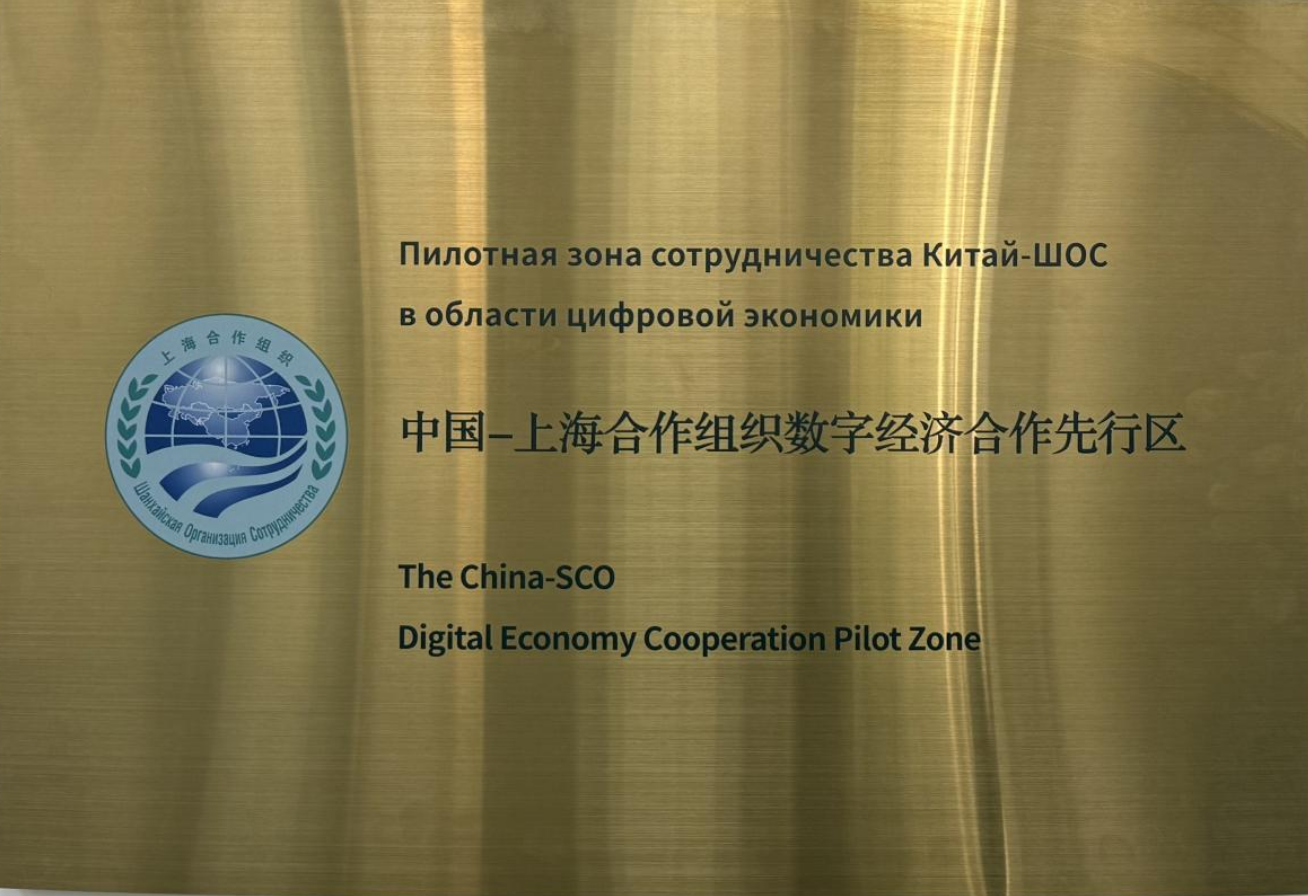 Пилотная зона сотрудничества Китай-ШОС
в области цифровой экономики
上海合作组织
Шанхайская Организация Сотрудничества
中国–上海合作组织数字经济合作先行区
The China-SCO
Digital Economy Cooperation Pilot Zone